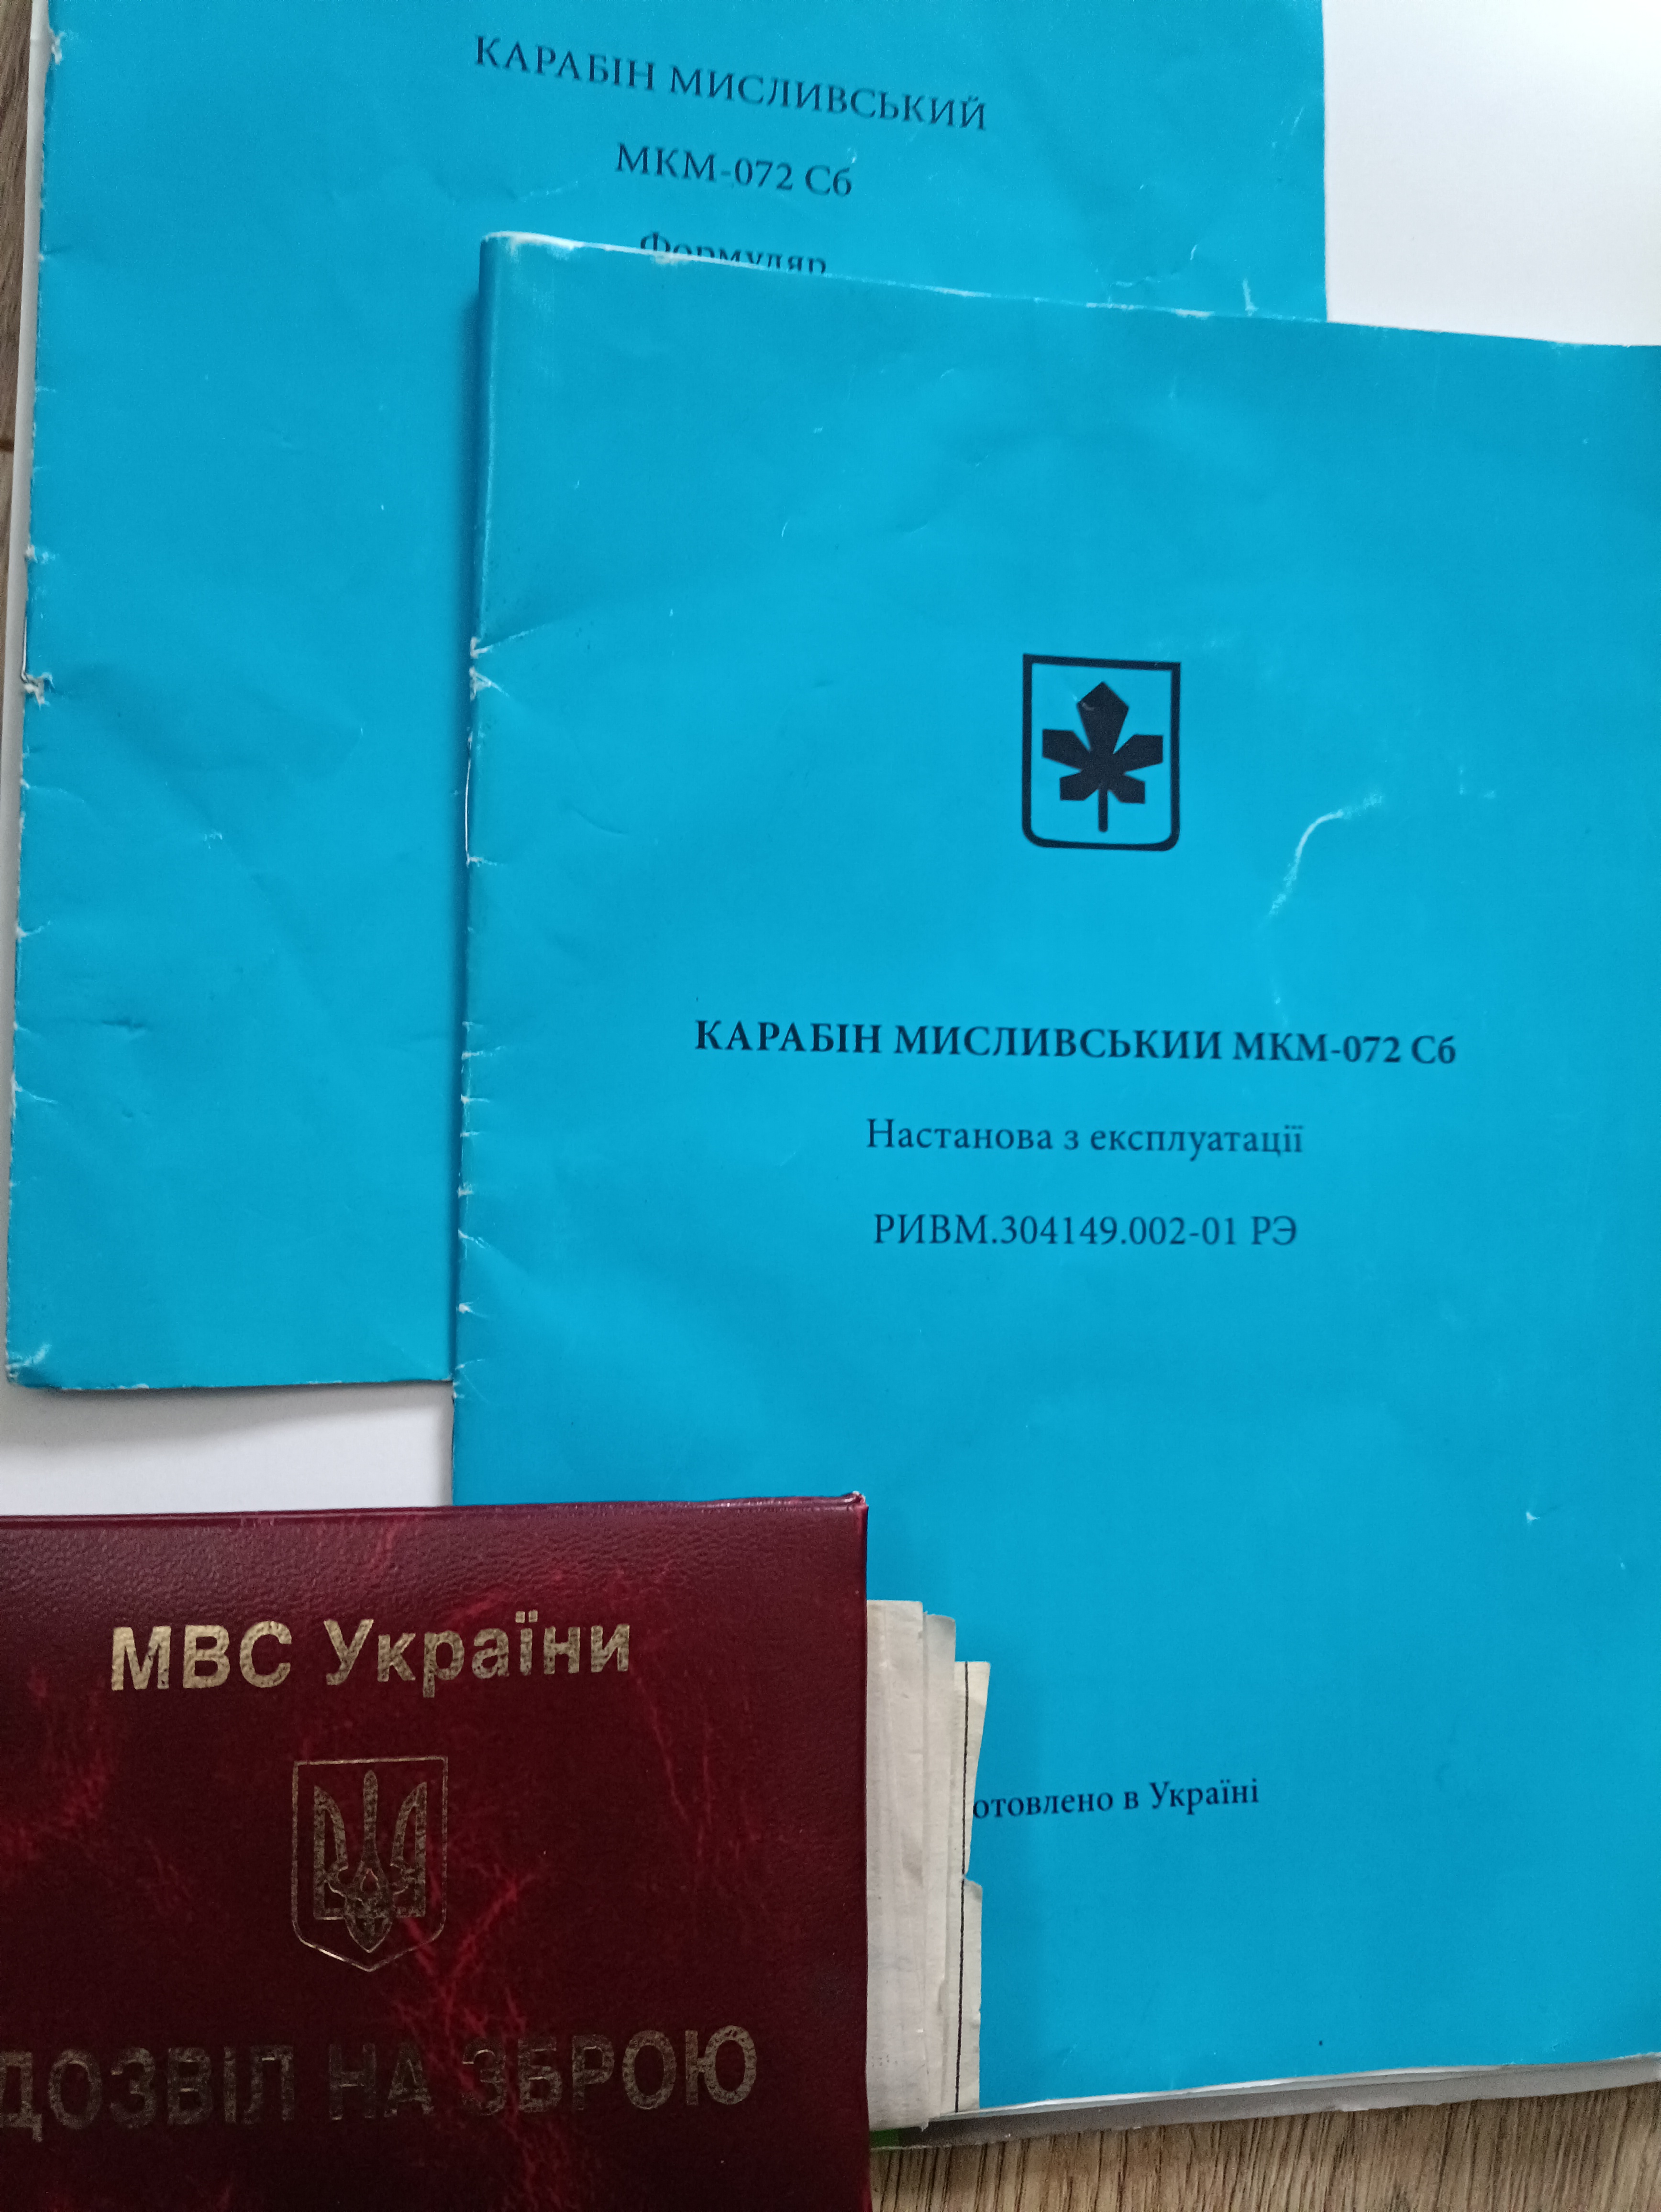 КАРАБІН МИСЛИВСЬКИЙ
МКМ-072 Сб
Формуляр
КАРАБІН МИСЛИВСЬКИИ МКМ-072 Сб
Настанова з експлуатації
РИВМ.304149.002-01 РЭ
отовлено в Україні
МВС України
ДОЗВІЛ НА ЗБРОЮ